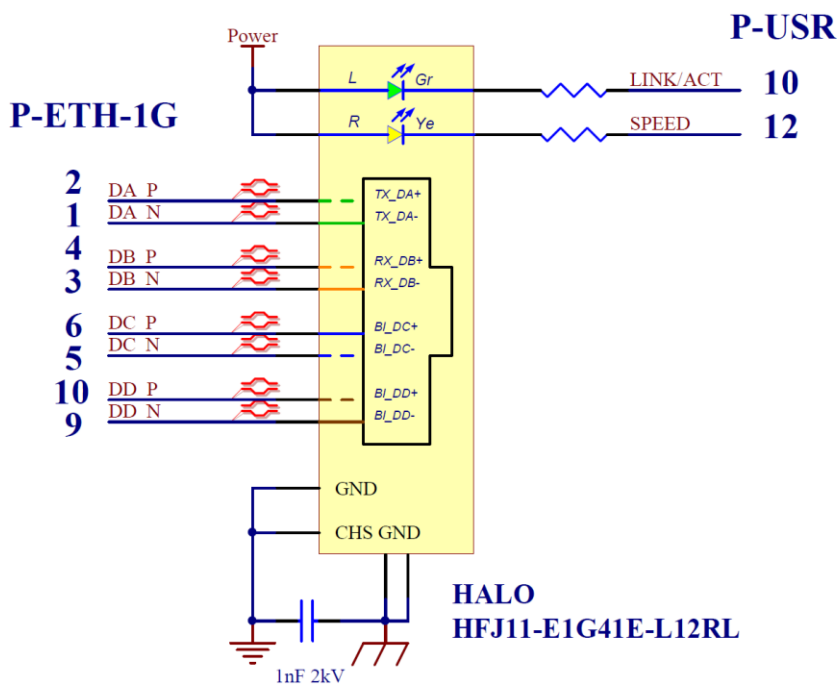 P-USR
Power
L Gr LINK/ACT 10
P-ETH-1G
R Ye SPEED 12
2 DA_P TX_DA+
1 DA_N TX_DA-
4 DB_P RX_DB+
3 DB_N RX_DB-
6 DC_P BI_DC+
5 DC_N BI_DC-
10 DD_P BI_DD+
9 DD_N BI_DD-
GND
CHS GND
HALO
HFJ11-E1G41E-L12RL
1nF 2kV